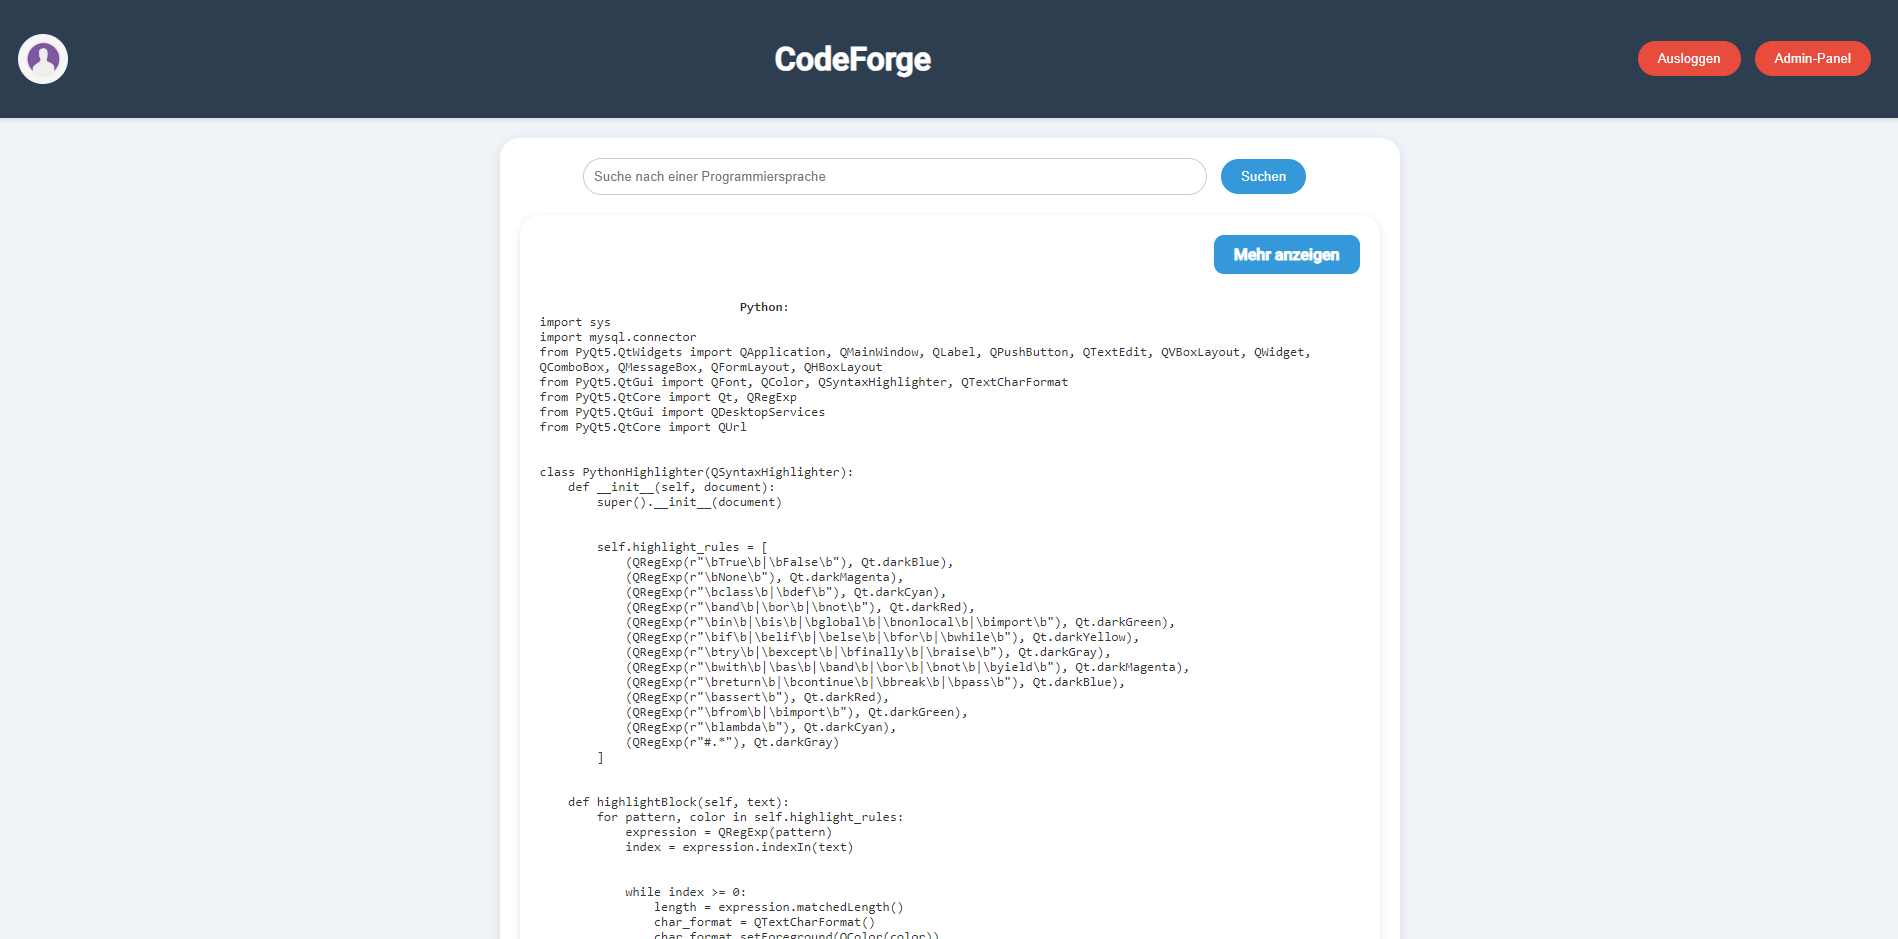 CodeForge
Ausloggen
Admin-Panel
Suche nach einer Programmiersprache
Suchen
Mehr anzeigen
Python:
import sys
import mysql.connector
from PyQt5.QtWidgets import QApplication, QMainWindow, QLabel, QPushButton, QTextEdit, QVBoxLayout, QWidget,
QComboBox, QMessageBox, QFormLayout, QHBoxLayout
from PyQt5.QtGui import QFont, QColor, QSyntaxHighlighter, QTextCharFormat
from PyQt5.QtCore import Qt, QRegExp
from PyQt5.QtGui import QDesktopServices
from PyQt5.QtCore import QUrl
class PythonHighlighter(QSyntaxHighlighter):
    def __init__(self, document):
        super().__init__(document)
        self.highlight_rules = [
            (QRegExp(r"\bTrue\b|\bFalse\b"), Qt.darkBlue),
            (QRegExp(r"\bNone\b"), Qt.darkMagenta),
            (QRegExp(r"\bclass\b|\bdef\b"), Qt.darkCyan),
            (QRegExp(r"\band\b|\bor\b|\bnot\b"), Qt.darkRed),
            (QRegExp(r"\bin\b|\bis\b|\bglobal\b|\bnonlocal\b|\bimport\b"), Qt.darkGreen),
            (QRegExp(r"\bif\b|\belif\b|\belse\b|\bfor\b|\bwhile\b"), Qt.darkYellow),
            (QRegExp(r"\btry\b|\bexcept\b|\bfinally\b|\braise\b"), Qt.darkGray),
            (QRegExp(r"\bwith\b|\bas\b|\band\b|\bor\b|\bnot\b|\byield\b"), Qt.darkMagenta),
            (QRegExp(r"\breturn\b|\bcontinue\b|\bbreak\b|\bpass\b"), Qt.darkBlue),
            (QRegExp(r"\bassert\b"), Qt.darkRed),
            (QRegExp(r"\bfrom\b|\bimport\b"), Qt.darkGreen),
            (QRegExp(r"\blambda\b"), Qt.darkCyan),
            (QRegExp(r"#.*"), Qt.darkGray)
        ]
    def highlightBlock(self, text):
        for pattern, color in self.highlight_rules:
            expression = QRegExp(pattern)
            index = expression.indexIn(text)
            while index >= 0:
                length = expression.matchedLength()
                char_format = QTextCharFormat()
                char_format.setForeground(QColor(color))